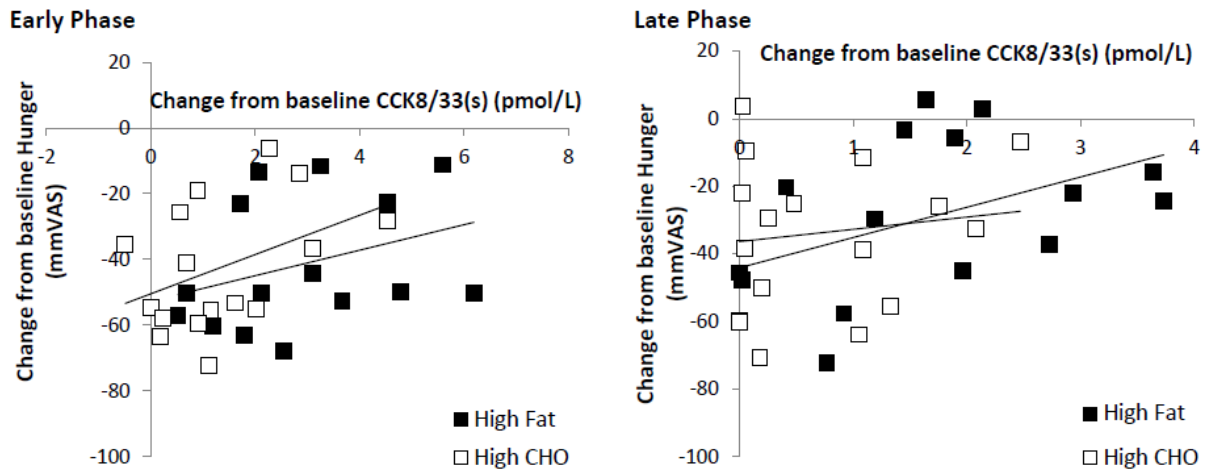 Early Phase
Change from baseline Hunger
(mmVAS)
20
Change from baseline CCK8/33(s) (pmol/L)
0
-2
0
2
4
6
8
-20
-40
-60
-80
-100
High Fat
High CHO
Late Phase
Change from baseline Hunger
(mmVAS)
20
Change from baseline CCK8/33(s) (pmol/L)
0
0
1
2
3
4
-20
-40
-60
-80
-100
High Fat
High CHO